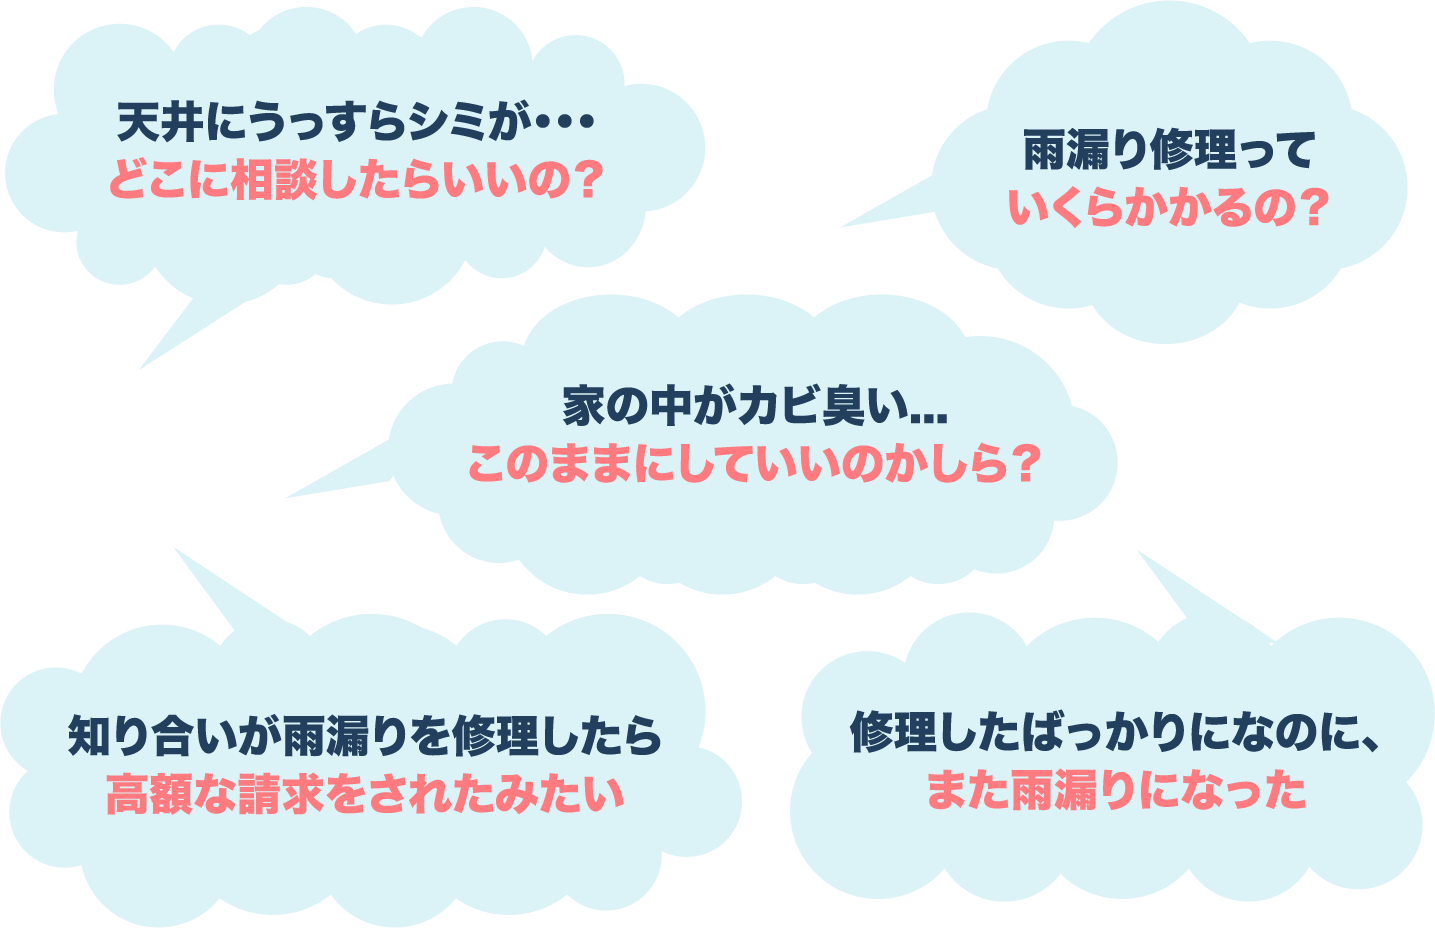 天井にうっすらシミが・・・
どこに相談したらいいの？
雨漏り修理って
いくらかかるの？
家の中がカビ臭い...
このままにしていいのかしら？
知り合いが雨漏りを修理したら
高額な請求をされたみたい
修理したばっかりになのに、
また雨漏りになった